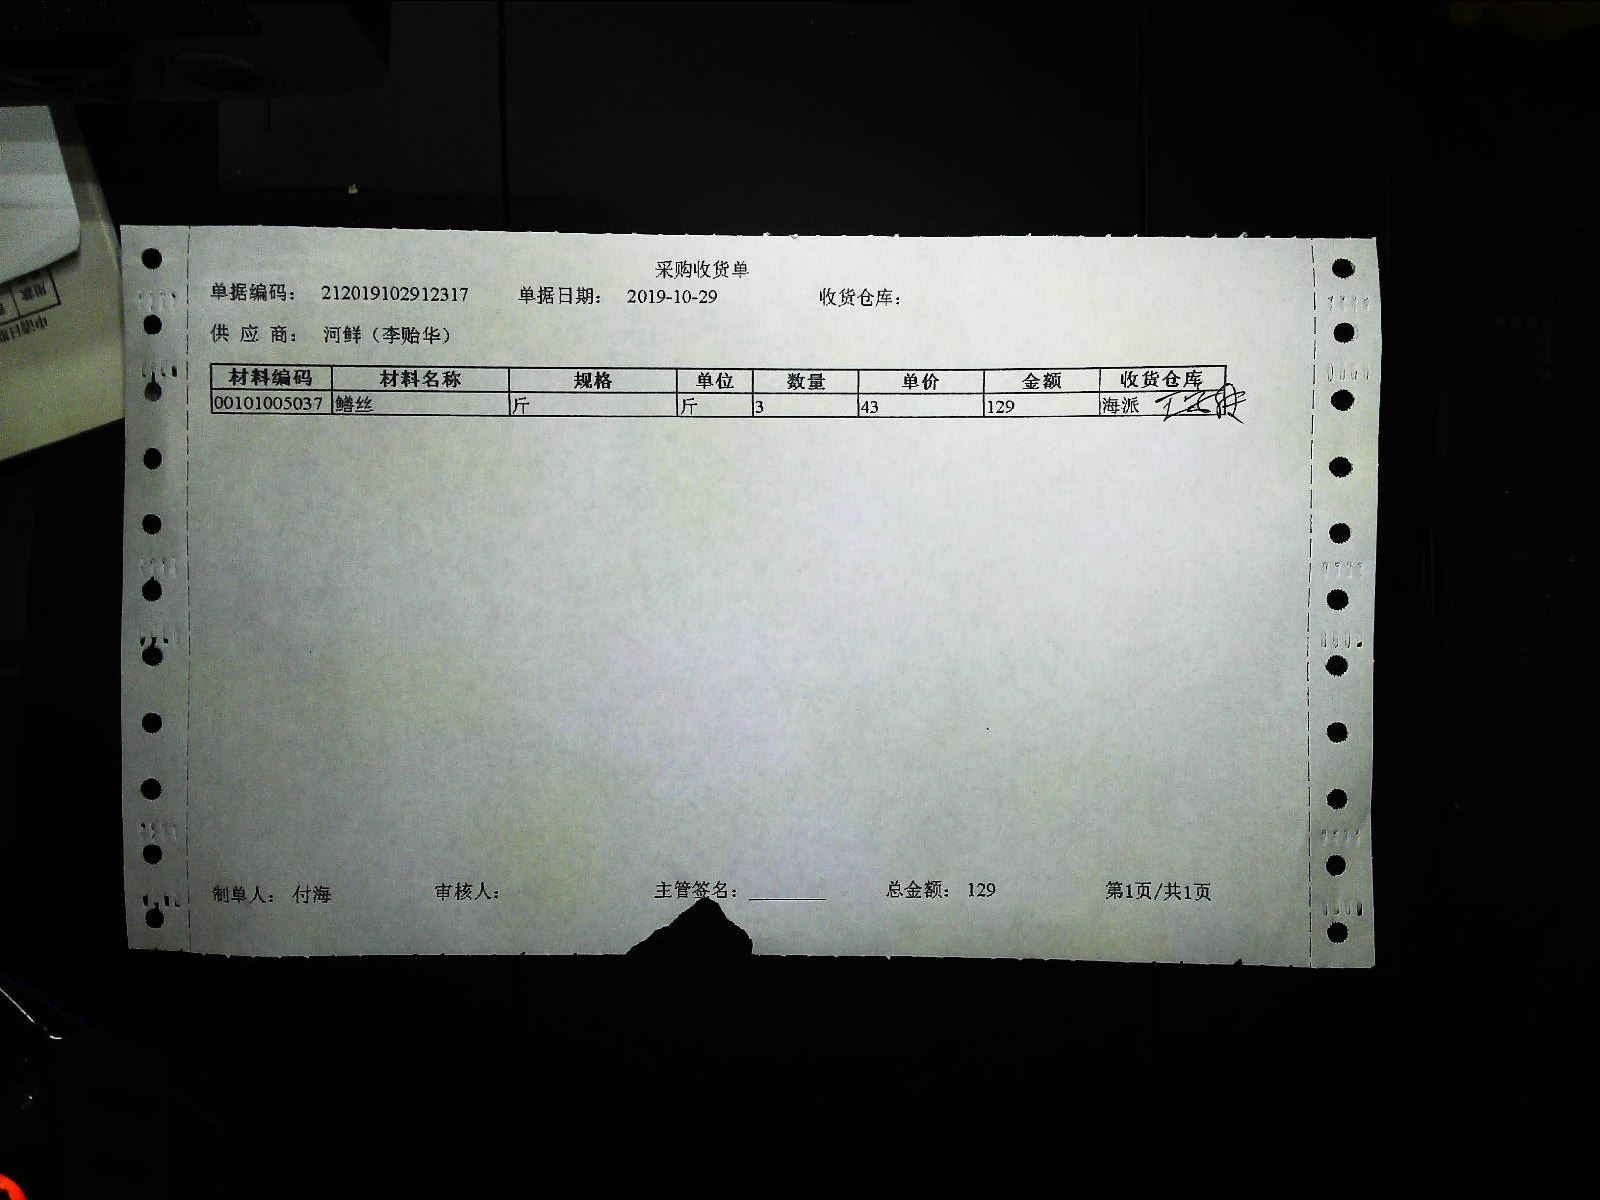 采购收货单
单据编码： 212019102912317 单据日期： 2019-10-29 收货仓库：
供 应 商： 河鲜（李贻华）
材料编码 材料名称 规格 单位 数量 单价 金额 收货仓库
00101005037 鳝丝 斤 斤 3 43 129 海派
制单人： 付海 审核人： 主管签名： 总金额： 129 第1页/共1页
申请日期